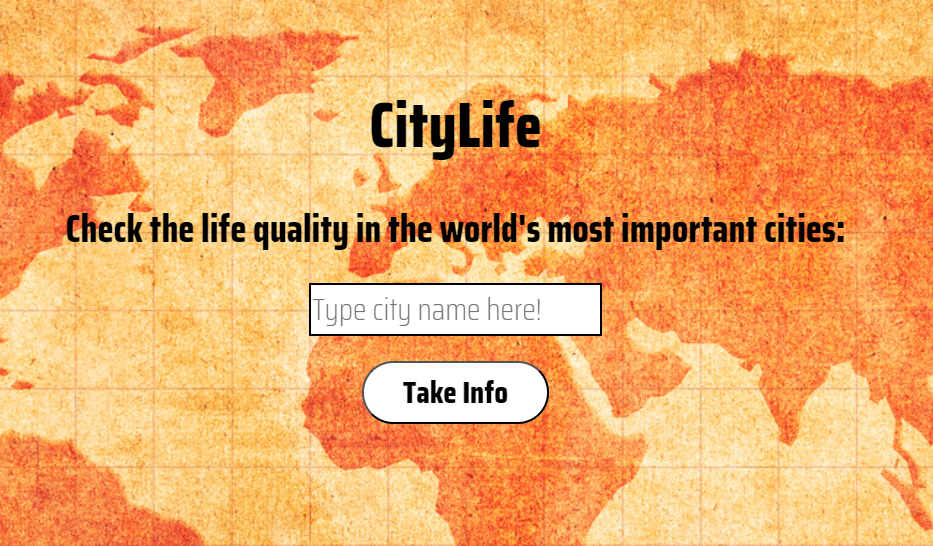 CityLife
Check the life quality in the world's most important cities:
Type city name here!
Take Info